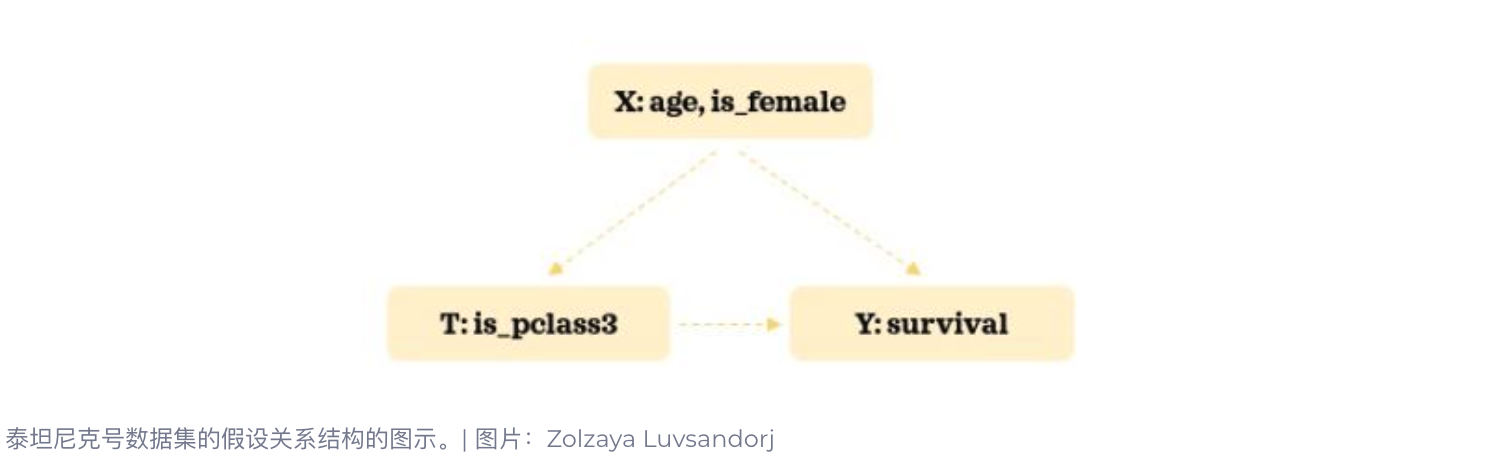 X: age, is_female
T: is_pclass3
Y: survival
泰坦尼克号数据集的假设关系结构的图示。| 图片：Zolzaya Luvsandorj